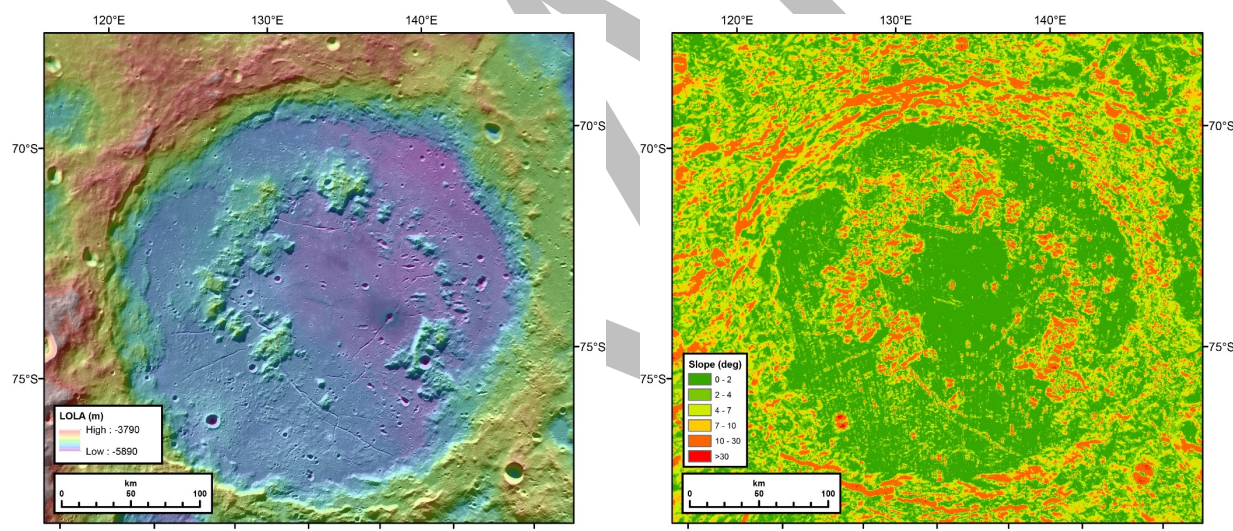 120°E 130°E 140°E
70°S 70°S
75°S 75°S
LOLA (m)
High : -3790
Low : -5890
km
0 50 100
120°E 130°E 140°E
70°S 70°S
75°S 75°S
Slope (deg)
0 - 2
2 - 4
4 - 7
7 - 10
10 - 30
>30
km
0 50 100